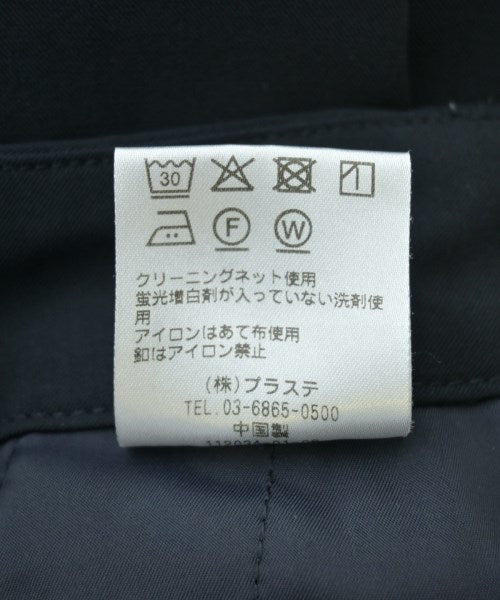 30
F W
クリーニングネット使用
蛍光増白剤が入っていない洗剤使
用
アイロンはあて布使用
釦はアイロン禁止
(株)プラステ
TEL.03-6865-0500
中国製